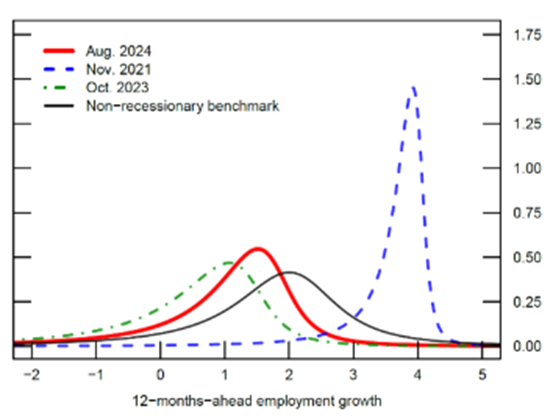 Aug. 2024
Nov. 2021
Oct. 2023
Non-recessionary benchmark
1.75
1.50
1.25
1.00
0.75
0.50
0.25
0.00
−2 −1 0 1 2 3 4 5
12-months-ahead employment growth